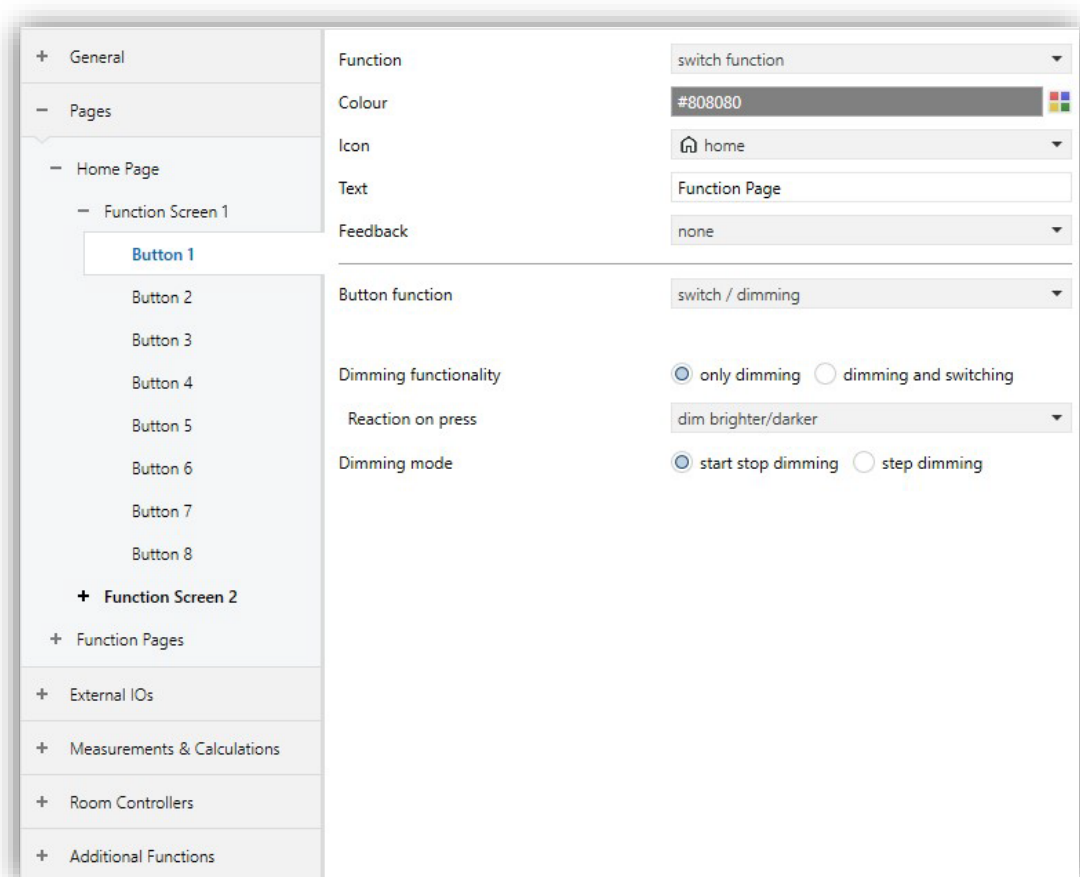 General
Pages
Home Page
Function Screen 1
Button 1
Button 2
Button 3
Button 4
Button 5
Button 6
Button 7
Button 8
Function Screen 2
Function Pages
External IOs
Measurements & Calculations
Room Controllers
Additional Functions
Function switch function
Colour #808080
Icon home
Text Function Page
Feedback none
Button function switch / dimming
Dimming functionality only dimming dimming and switching
Reaction on press dim brighter/darker
Dimming mode start stop dimming step dimming